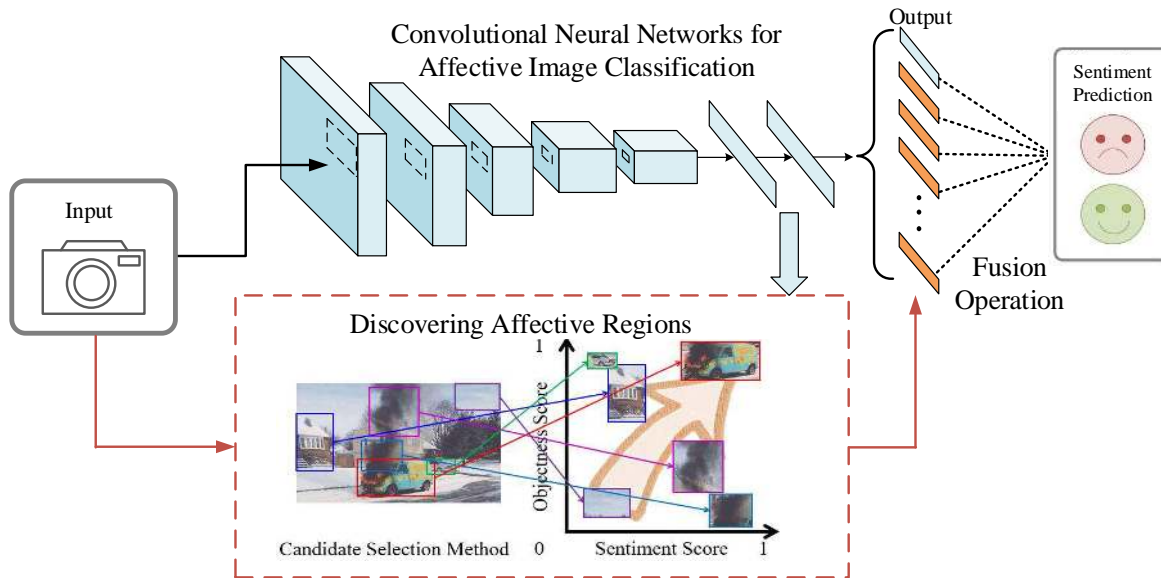 Convolutional Neural Networks for
Affective Image Classification
Output
Sentiment
Prediction
Input
Fusion
Operation
Discovering Affective Regions
1
Objectness Score
Candidate Selection Method
0
Sentiment Score
1